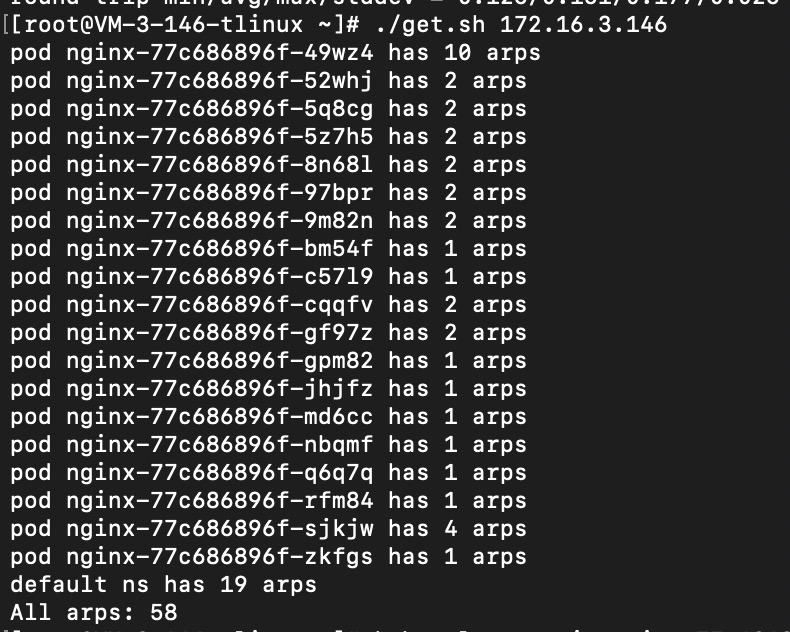 [[root@VM-3-146-tlinux ~]# ./get.sh 172.16.3.146
pod nginx-77c686896f-49wz4 has 10 arps
pod nginx-77c686896f-52whj has 2 arps
pod nginx-77c686896f-5q8cg has 2 arps
pod nginx-77c686896f-5z7h5 has 2 arps
pod nginx-77c686896f-8n68l has 2 arps
pod nginx-77c686896f-97bpr has 2 arps
pod nginx-77c686896f-9m82n has 2 arps
pod nginx-77c686896f-bm54f has 1 arps
pod nginx-77c686896f-c57l9 has 1 arps
pod nginx-77c686896f-cqqfv has 2 arps
pod nginx-77c686896f-gf97z has 2 arps
pod nginx-77c686896f-gpm82 has 1 arps
pod nginx-77c686896f-jhjfz has 1 arps
pod nginx-77c686896f-md6cc has 1 arps
pod nginx-77c686896f-nbqmf has 1 arps
pod nginx-77c686896f-q6q7q has 1 arps
pod nginx-77c686896f-rfm84 has 1 arps
pod nginx-77c686896f-sjkjw has 4 arps
pod nginx-77c686896f-zkfgs has 1 arps
default ns has 19 arps
All arps: 58